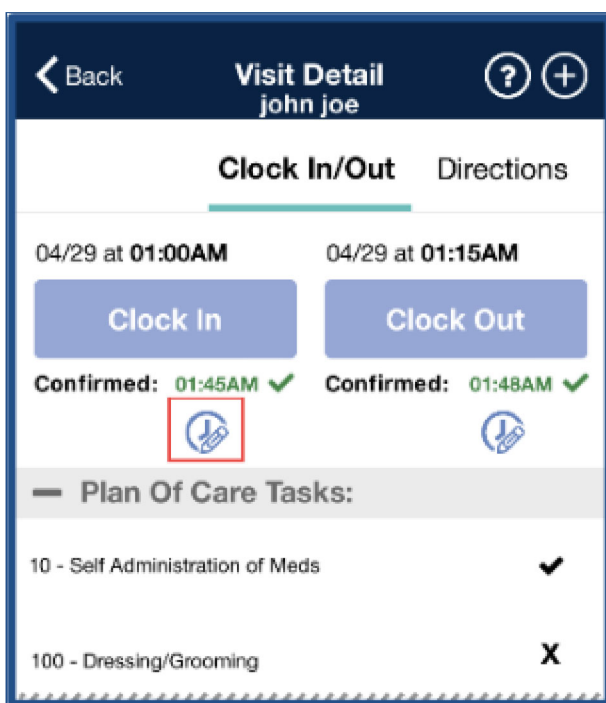 Back
Visit Detail
john joe
?
Clock In/Out
Directions
04/29 at 01:00AM
04/29 at 01:15AM
Clock In
Clock Out
Confirmed: 01:45AM ✓
Confirmed: 01:48AM ✓
Plan Of Care Tasks:
10 - Self Administration of Meds ✓
100 - Dressing/Grooming X